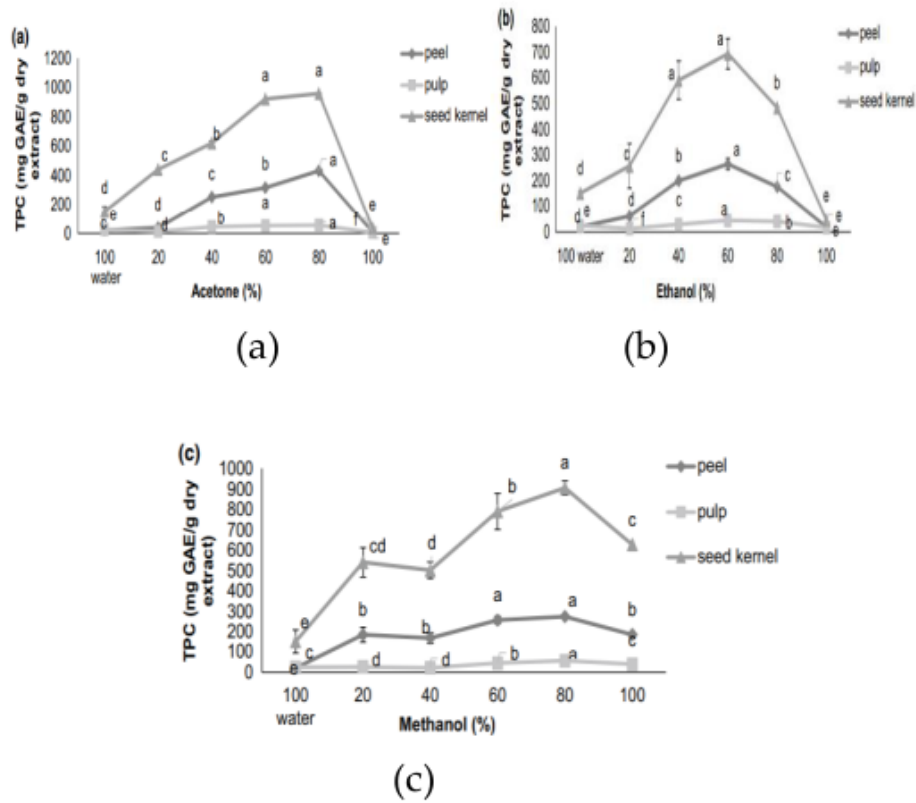 (a)
TPC (mg GAE/g dry
extract)
1200
1000
800
600
400
200
0
d
c
b
a
a
e
e
d
c
b
a
c
d
b
a
a
f
e
100
water
20
40
60
80
100
Acetone (%)
peel
pulp
seed kernel
(a)
(b)
TPC (mg GAE/g dry
extract)
800
700
600
500
400
300
200
100
0
d
c
a
a
b
e
e
b
a
c
e
d
f
c
a
b
e
100 water
20
40
60
80
100
Ethanol (%)
peel
pulp
seed kernel
(b)
(c)
TPC (mg GAE/g dry
extract)
1000
900
800
700
600
500
400
300
200
100
0
e
cd
d
b
a
c
c
b
b
a
a
b
e
d
d
b
a
c
100
water
20
40
60
80
100
Methanol (%)
peel
pulp
seed kernel
(c)